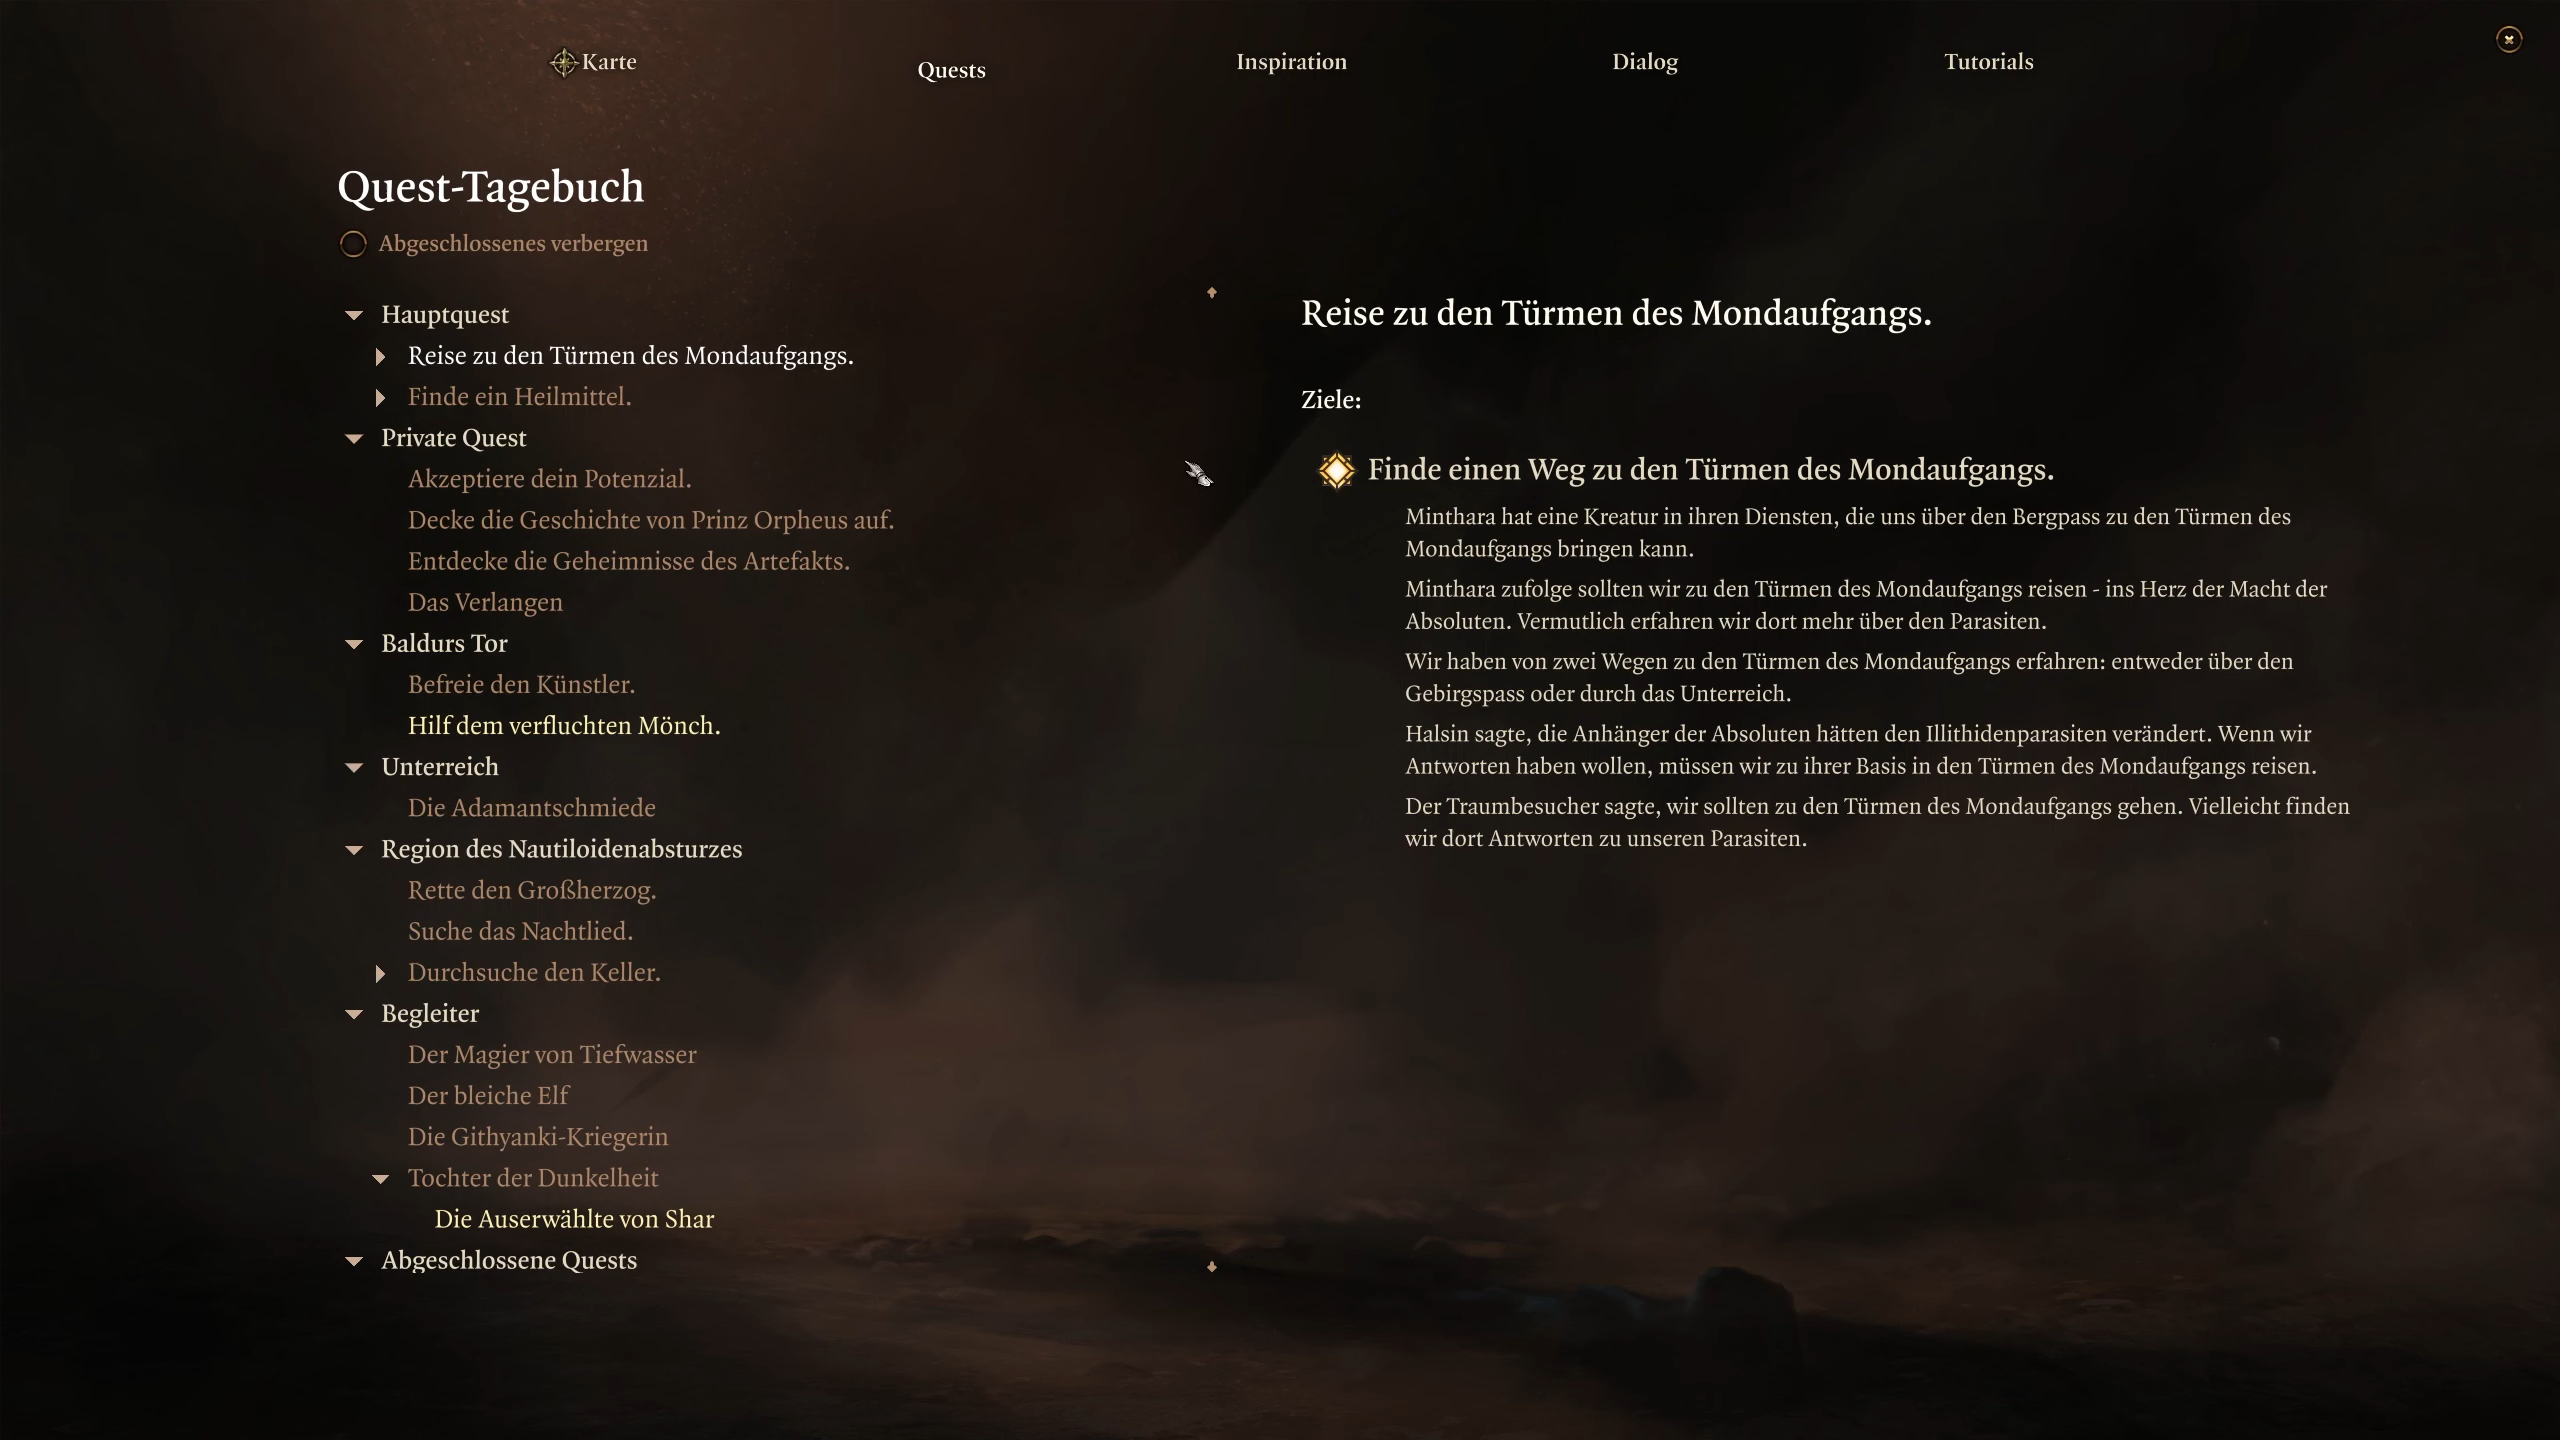 Karte
Quests
Inspiration
Dialog
Tutorials
Quest-Tagebuch
Abgeschlossenes verbergen
Hauptquest
Reise zu den Türmen des Mondaufgangs.
Finde ein Heilmittel.
Private Quest
Akzeptiere dein Potenzial.
Decke die Geschichte von Prinz Orpheus auf.
Entdecke die Geheimnisse des Artefakts.
Das Verlangen
Baldurs Tor
Befreie den Künstler.
Hilf dem verfluchten Mönch.
Unterreich
Die Adamantschmiede
Region des Nautiloidenabsturzes
Rette den Großherzog.
Suche das Nachtlied.
Durchsuche den Keller.
Begleiter
Der Magier von Tiefwasser
Der bleiche Elf
Die Githyanki-Kriegerin
Tochter der Dunkelheit
Die Auserwählte von Shar
Abgeschlossene Quests
Reise zu den Türmen des Mondaufgangs.
Ziele:
Finde einen Weg zu den Türmen des Mondaufgangs.
Minthara hat eine Kreatur in ihren Diensten, die uns über den Bergpass zu den Türmen des
Mondaufgangs bringen kann.
Minthara zufolge sollten wir zu den Türmen des Mondaufgangs reisen - ins Herz der Macht der
Absoluten. Vermutlich erfahren wir dort mehr über den Parasiten.
Wir haben von zwei Wegen zu den Türmen des Mondaufgangs erfahren: entweder über den
Gebirgspass oder durch das Unterreich.
Halsin sagte, die Anhänger der Absoluten hätten den Illithidenparasiten verändert. Wenn wir
Antworten haben wollen, müssen wir zu ihrer Basis in den Türmen des Mondaufgangs reisen.
Der Traumbesucher sagte, wir sollten zu den Türmen des Mondaufgangs gehen. Vielleicht finden
wir dort Antworten zu unseren Parasiten.